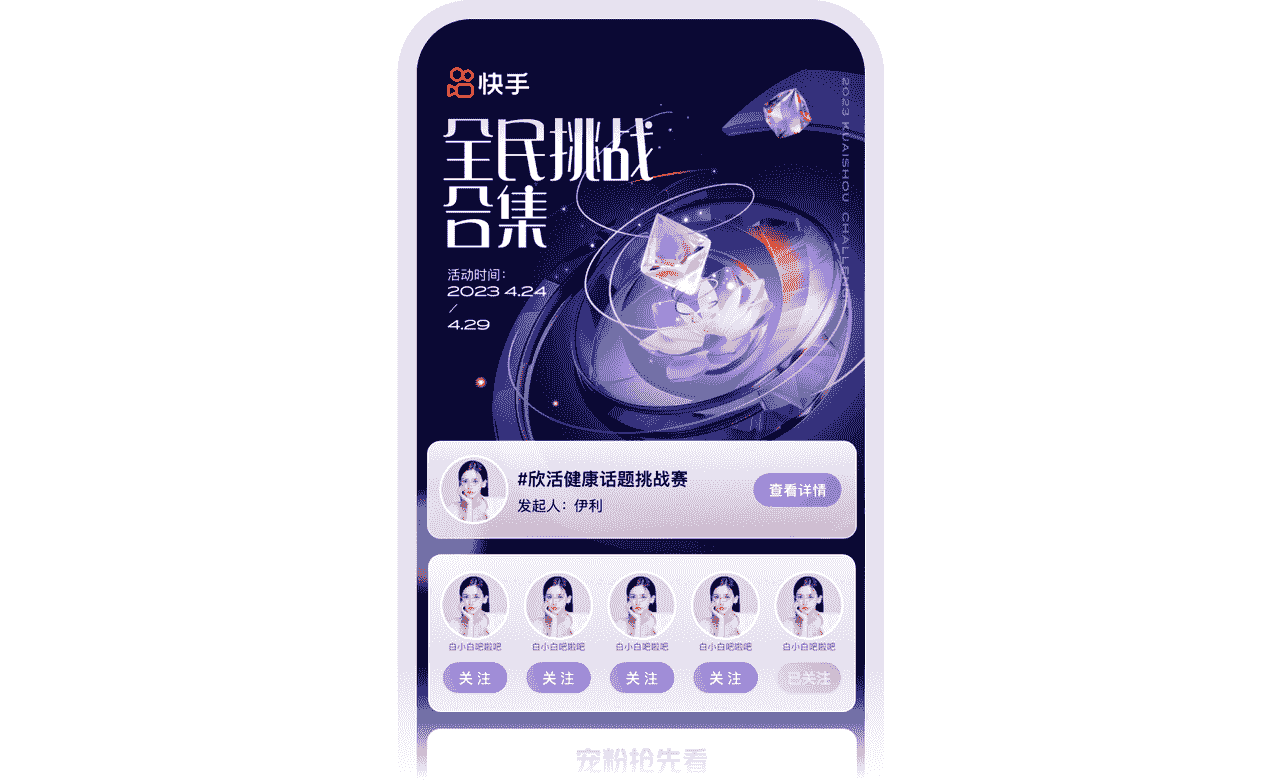 快手
全民挑战
合集
活动时间：
2023 4.24
/
4.29
2023 KUAISHOU CHALLENG
#欣活健康话题挑战赛
发起人：伊利
查看详情
白小白吧啦吧 白小白吧啦吧 白小白吧啦吧 白小白吧啦吧 白小白吧啦吧
关注 关注 关注 关注 已关注
宠粉抢先看